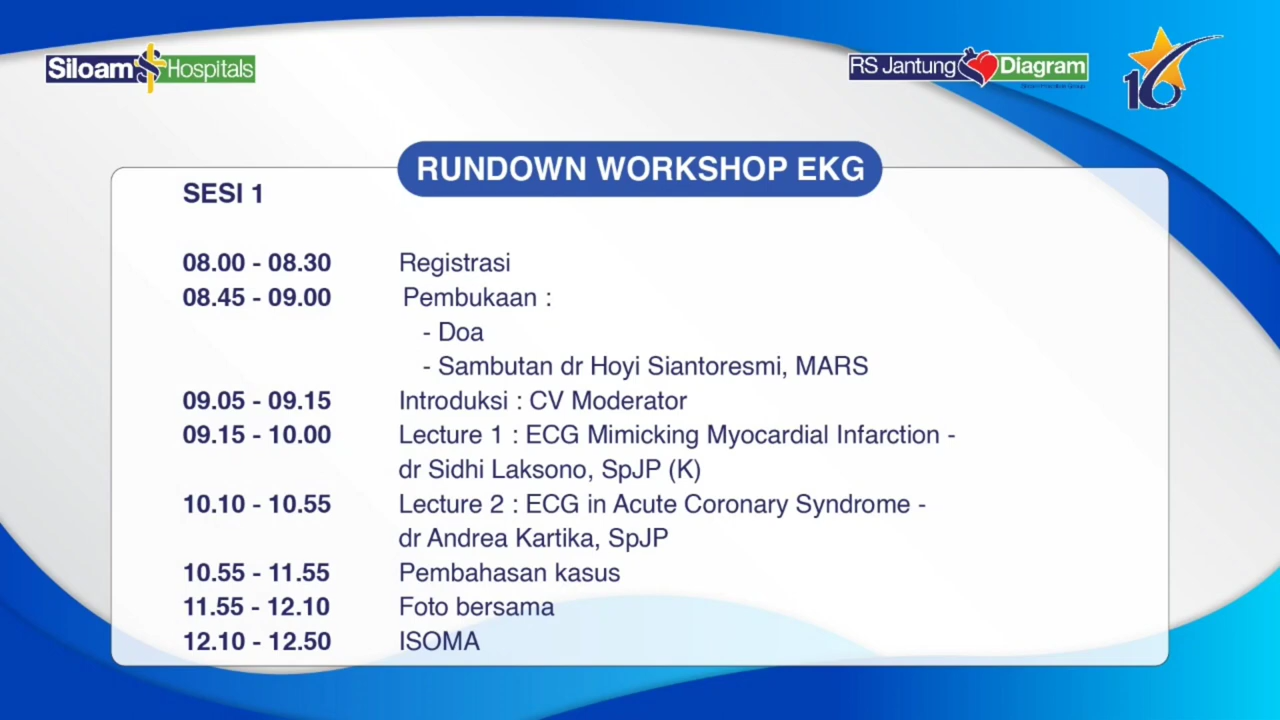 Siloam Hospitals
RS Jantung Diagram
16
RUNDOWN WORKSHOP EKG
SESI 1
08.00 - 08.30 Registrasi
08.45 - 09.00 Pembukaan :
- Doa
- Sambutan dr Hoyi Siantoresmi, MARS
09.05 - 09.15 Introduksi : CV Moderator
09.15 - 10.00 Lecture 1 : ECG Mimicking Myocardial Infarction -
dr Sidhi Laksono, SpJP (K)
10.10 - 10.55 Lecture 2 : ECG in Acute Coronary Syndrome -
dr Andrea Kartika, SpJP
10.55 - 11.55 Pembahasan kasus
11.55 - 12.10 Foto bersama
12.10 - 12.50 ISOMA